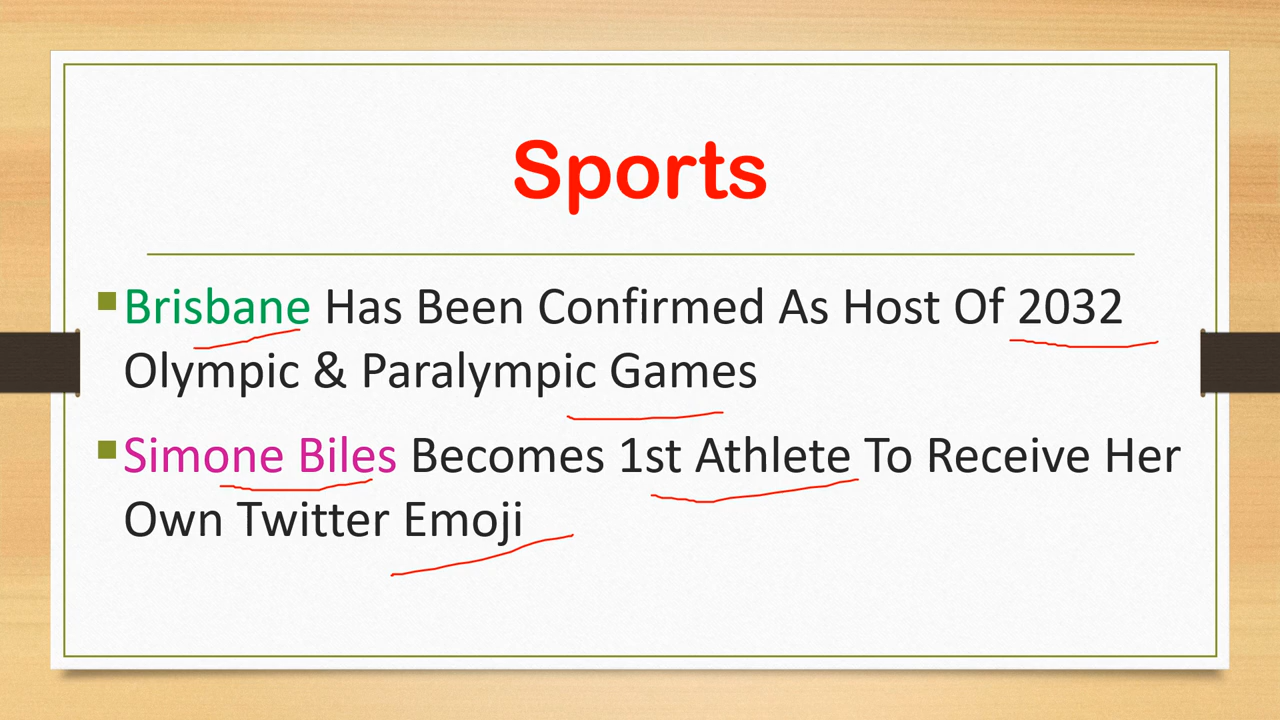 Sports
Brisbane Has Been Confirmed As Host Of 2032
Olympic & Paralympic Games
Simone Biles Becomes 1st Athlete To Receive Her
Own Twitter Emoji